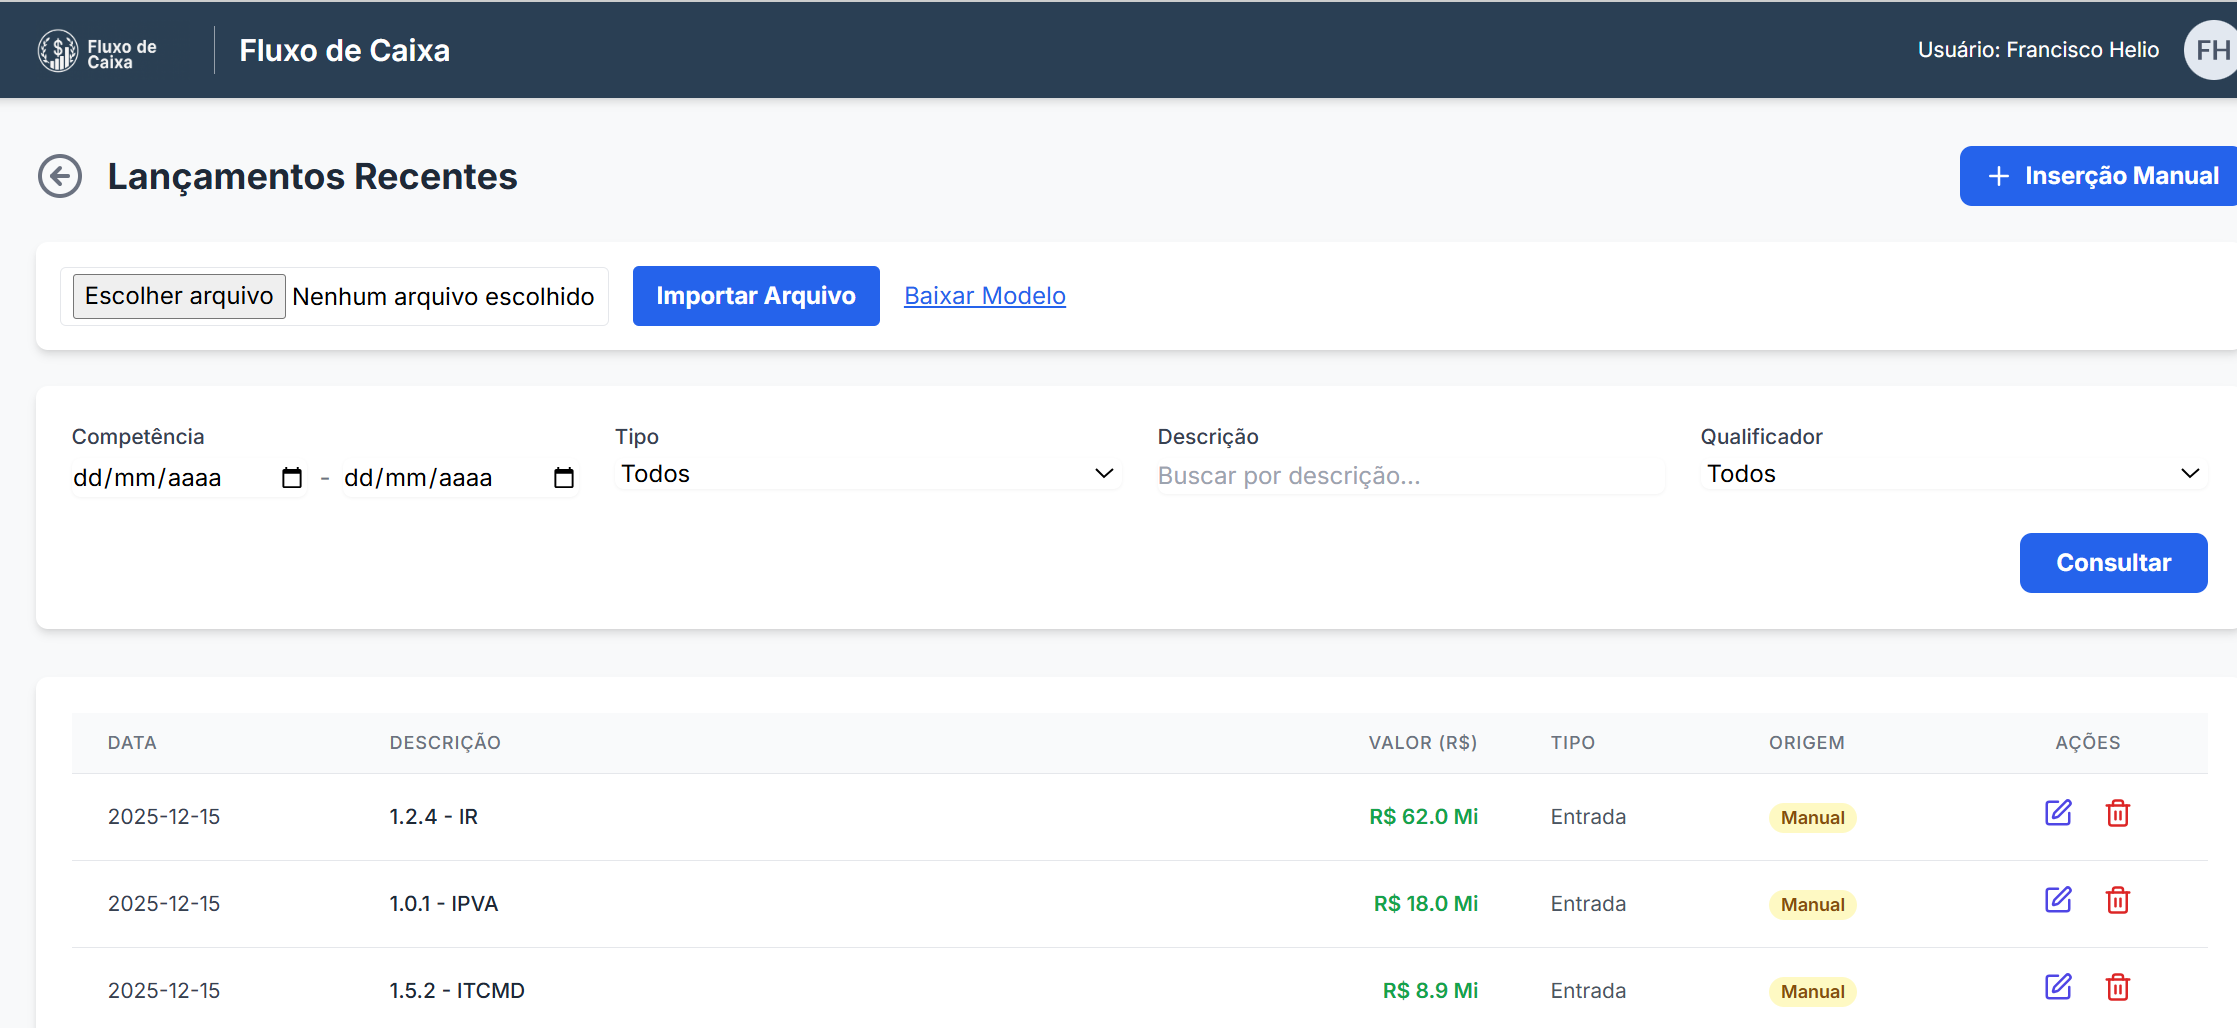 Fluxo de
Caixa
Fluxo de Caixa
Usuário: Francisco Helio
FH
Lançamentos Recentes
+ Inserção Manual
Escolher arquivo Nenhum arquivo escolhido
Importar Arquivo
Baixar Modelo
Competência
Tipo
Descrição
Qualificador
dd/mm/aaaa - dd/mm/aaaa
Todos
Buscar por descrição...
Todos
Consultar
DATA DESCRIÇÃO VALOR (R$) TIPO ORIGEM AÇÕES
2025-12-15 1.2.4 - IR R$ 62.0 Mi Entrada Manual
2025-12-15 1.0.1 - IPVA R$ 18.0 Mi Entrada Manual
2025-12-15 1.5.2 - ITCMD R$ 8.9 Mi Entrada Manual